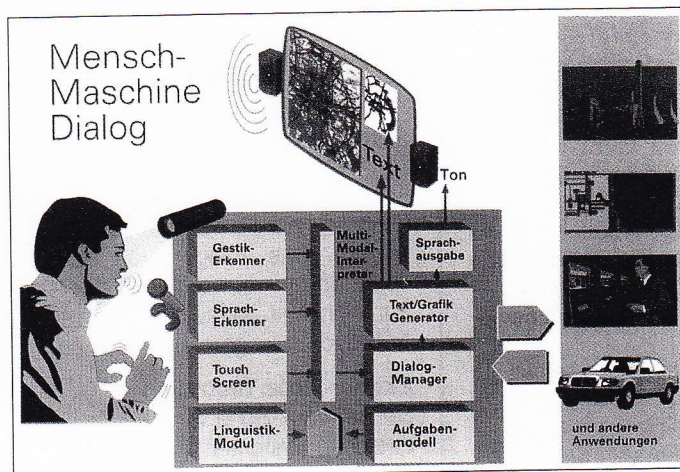 Mensch-
Maschine
Dialog
Text
Ton
Gestik-
Erkenner
Multi-
Modal-
Inter-
preter
Sprach-
ausgabe
Sprach-
Erkenner
Text/Grafik
Generator
Touch
Screen
Dialog-
Manager
Linguistik-
Modul
Aufgaben-
modell
und andere
Anwendungen